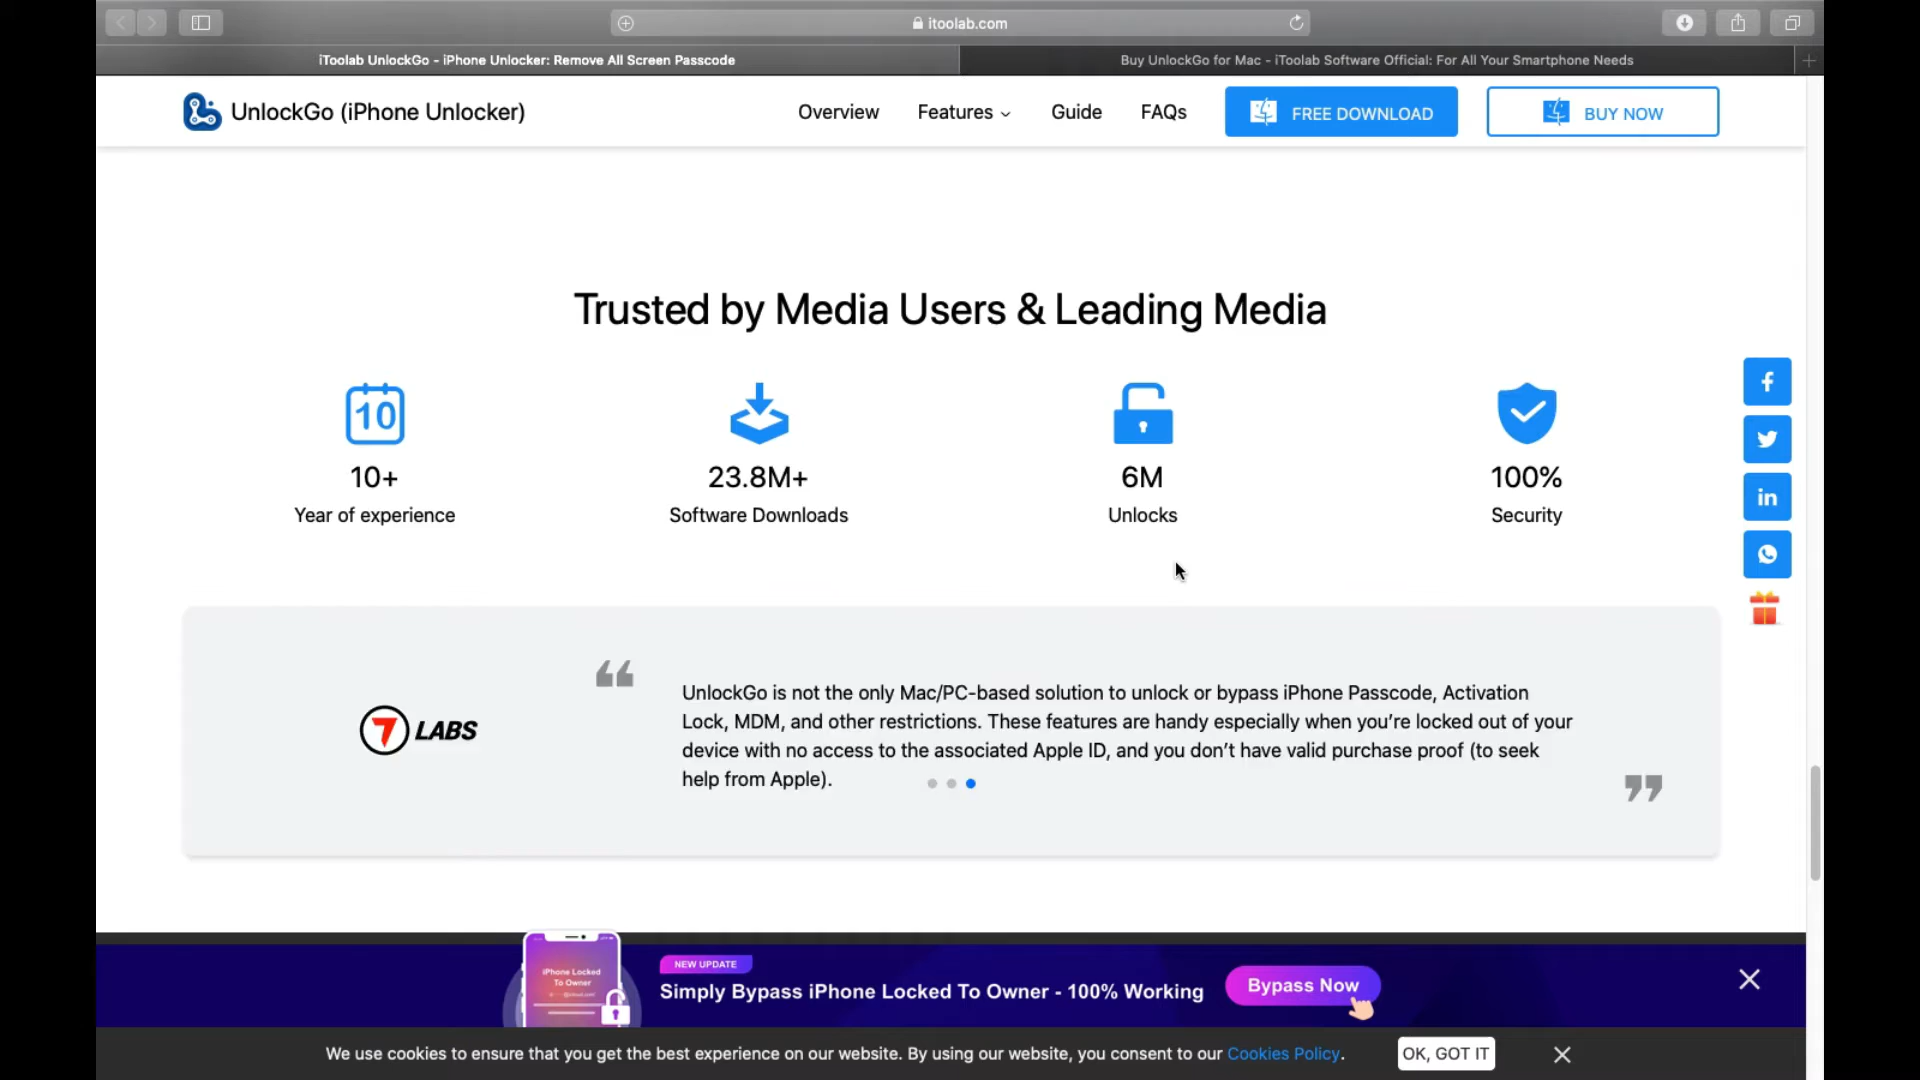 itoolab.com
iToolab UnlockGo - iPhone Unlocker: Remove All Screen Passcode
Buy UnlockGo for Mac - iToolab Software Official: For All Your Smartphone Needs
UnlockGo (iPhone Unlocker)
Overview
Features
Guide
FAQs
FREE DOWNLOAD
BUY NOW
Trusted by Media Users & Leading Media
10
10+
Year of experience
23.8M+
Software Downloads
6M
Unlocks
100%
Security
7 LABS
“
UnlockGo is not the only Mac/PC-based solution to unlock or bypass iPhone Passcode, Activation
Lock, MDM, and other restrictions. These features are handy especially when you’re locked out of your
device with no access to the associated Apple ID, and you don’t have valid purchase proof (to seek
help from Apple).
”
iPhone Locked
To Owner
NEW UPDATE
Simply Bypass iPhone Locked To Owner - 100% Working
Bypass Now
We use cookies to ensure that you get the best experience on our website. By using our website, you consent to our Cookies Policy.
OK, GOT IT